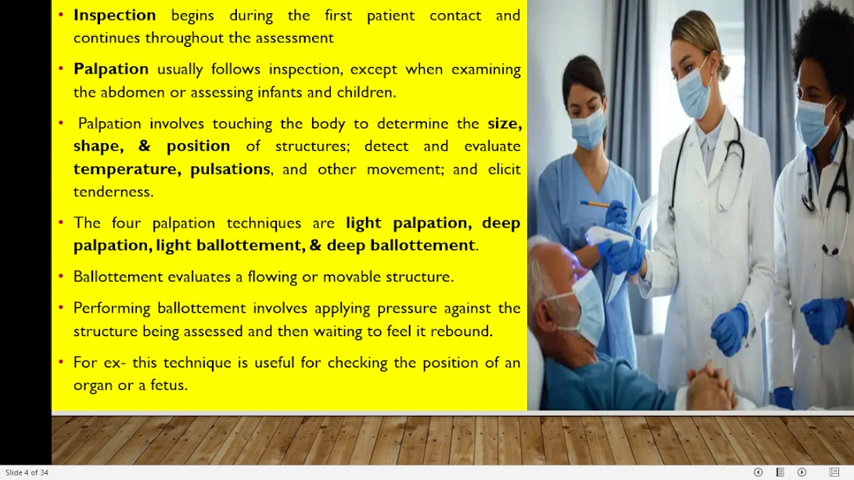 • Inspection begins during the first patient contact and
continues throughout the assessment
• Palpation usually follows inspection, except when examining
the abdomen or assessing infants and children.
• Palpation involves touching the body to determine the size,
shape, & position of structures; detect and evaluate
temperature, pulsations, and other movement; and elicit
tenderness.
• The four palpation techniques are light palpation, deep
palpation, light ballottement, & deep ballottement.
• Ballottement evaluates a flowing or movable structure.
• Performing ballottement involves applying pressure against the
structure being assessed and then waiting to feel it rebound.
• For ex- this technique is useful for checking the position of an
organ or a fetus.
Slide 4 of 34